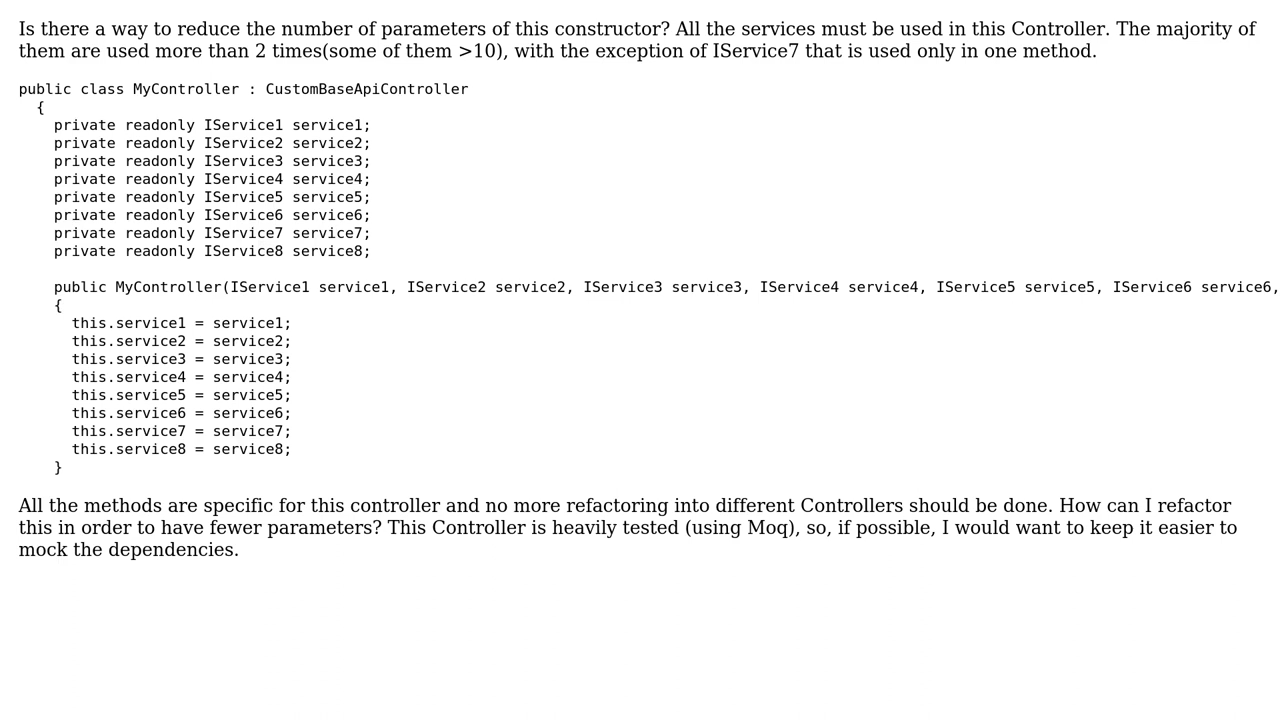 Is there a way to reduce the number of parameters of this constructor? All the services must be used in this Controller. The majority of
them are used more than 2 times(some of them >10), with the exception of IService7 that is used only in one method.
public class MyController : CustomBaseApiController
{
private readonly IService1 service1;
private readonly IService2 service2;
private readonly IService3 service3;
private readonly IService4 service4;
private readonly IService5 service5;
private readonly IService6 service6;
private readonly IService7 service7;
private readonly IService8 service8;
public MyController(IService1 service1, IService2 service2, IService3 service3, IService4 service4, IService5 service5, IService6 service6,
{
this.service1 = service1;
this.service2 = service2;
this.service3 = service3;
this.service4 = service4;
this.service5 = service5;
this.service6 = service6;
this.service7 = service7;
this.service8 = service8;
}
All the methods are specific for this controller and no more refactoring into different Controllers should be done. How can I refactor
this in order to have fewer parameters? This Controller is heavily tested (using Moq), so, if possible, I would want to keep it easier to
mock the dependencies.